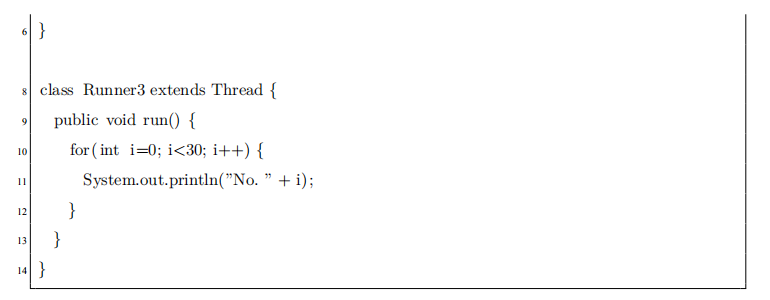 6 }
8 class Runner3 extends Thread {
9 public void run() {
10 for(int i=0; i<30; i++) {
11 System.out.println("No. " + i);
12 }
13 }
14 }